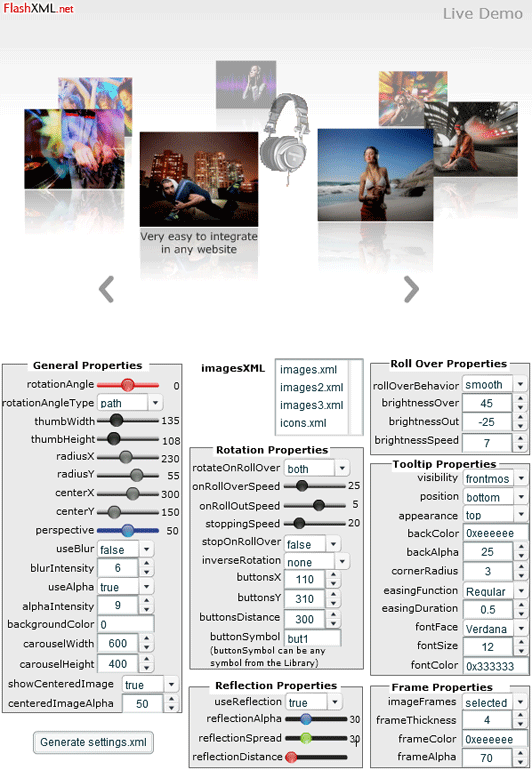 FlashXML.net
Live Demo
Very easy to integrate
in any website
General Properties
rotationAngle 0
rotationAngleType path
thumbWidth 135
thumbHeight 108
radiusX 230
radiusY 55
centerX 300
centerY 150
perspective 50
useBlur false
blurIntensity 6
useAlpha true
alphaIntensity 9
backgroundColor 0
carouselWidth 600
carouselHeight 400
showCenteredImage true
centeredImageAlpha 50
Generate settings.xml
imagesXML
images.xml
images2.xml
images3.xml
icons.xml
Rotation Properties
rotateOnRollOver both
onRollOverSpeed 25
onRollOutSpeed 5
stoppingSpeed 20
stopOnRollOver false
inverseRotation none
buttonsX 110
buttonsY 310
buttonsDistance 300
buttonSymbol but1
(buttonSymbol can be any
symbol from the Library)
Reflection Properties
useReflection true
reflectionAlpha 30
reflectionSpread 30
reflectionDistance
Roll Over Properties
rollOverBehavior smooth
brightnessOver 45
brightnessOut -25
brightnessSpeed 7
Tooltip Properties
visibility frontmos
position bottom
appearance top
backColor 0xeeeeee
backAlpha 25
cornerRadius 3
easingFunction Regular
easingDuration 0.5
fontFace Verdana
fontSize 12
fontColor 0x333333
Frame Properties
imageFrames selected
frameThickness 4
frameColor 0xeeeeee
frameAlpha 70